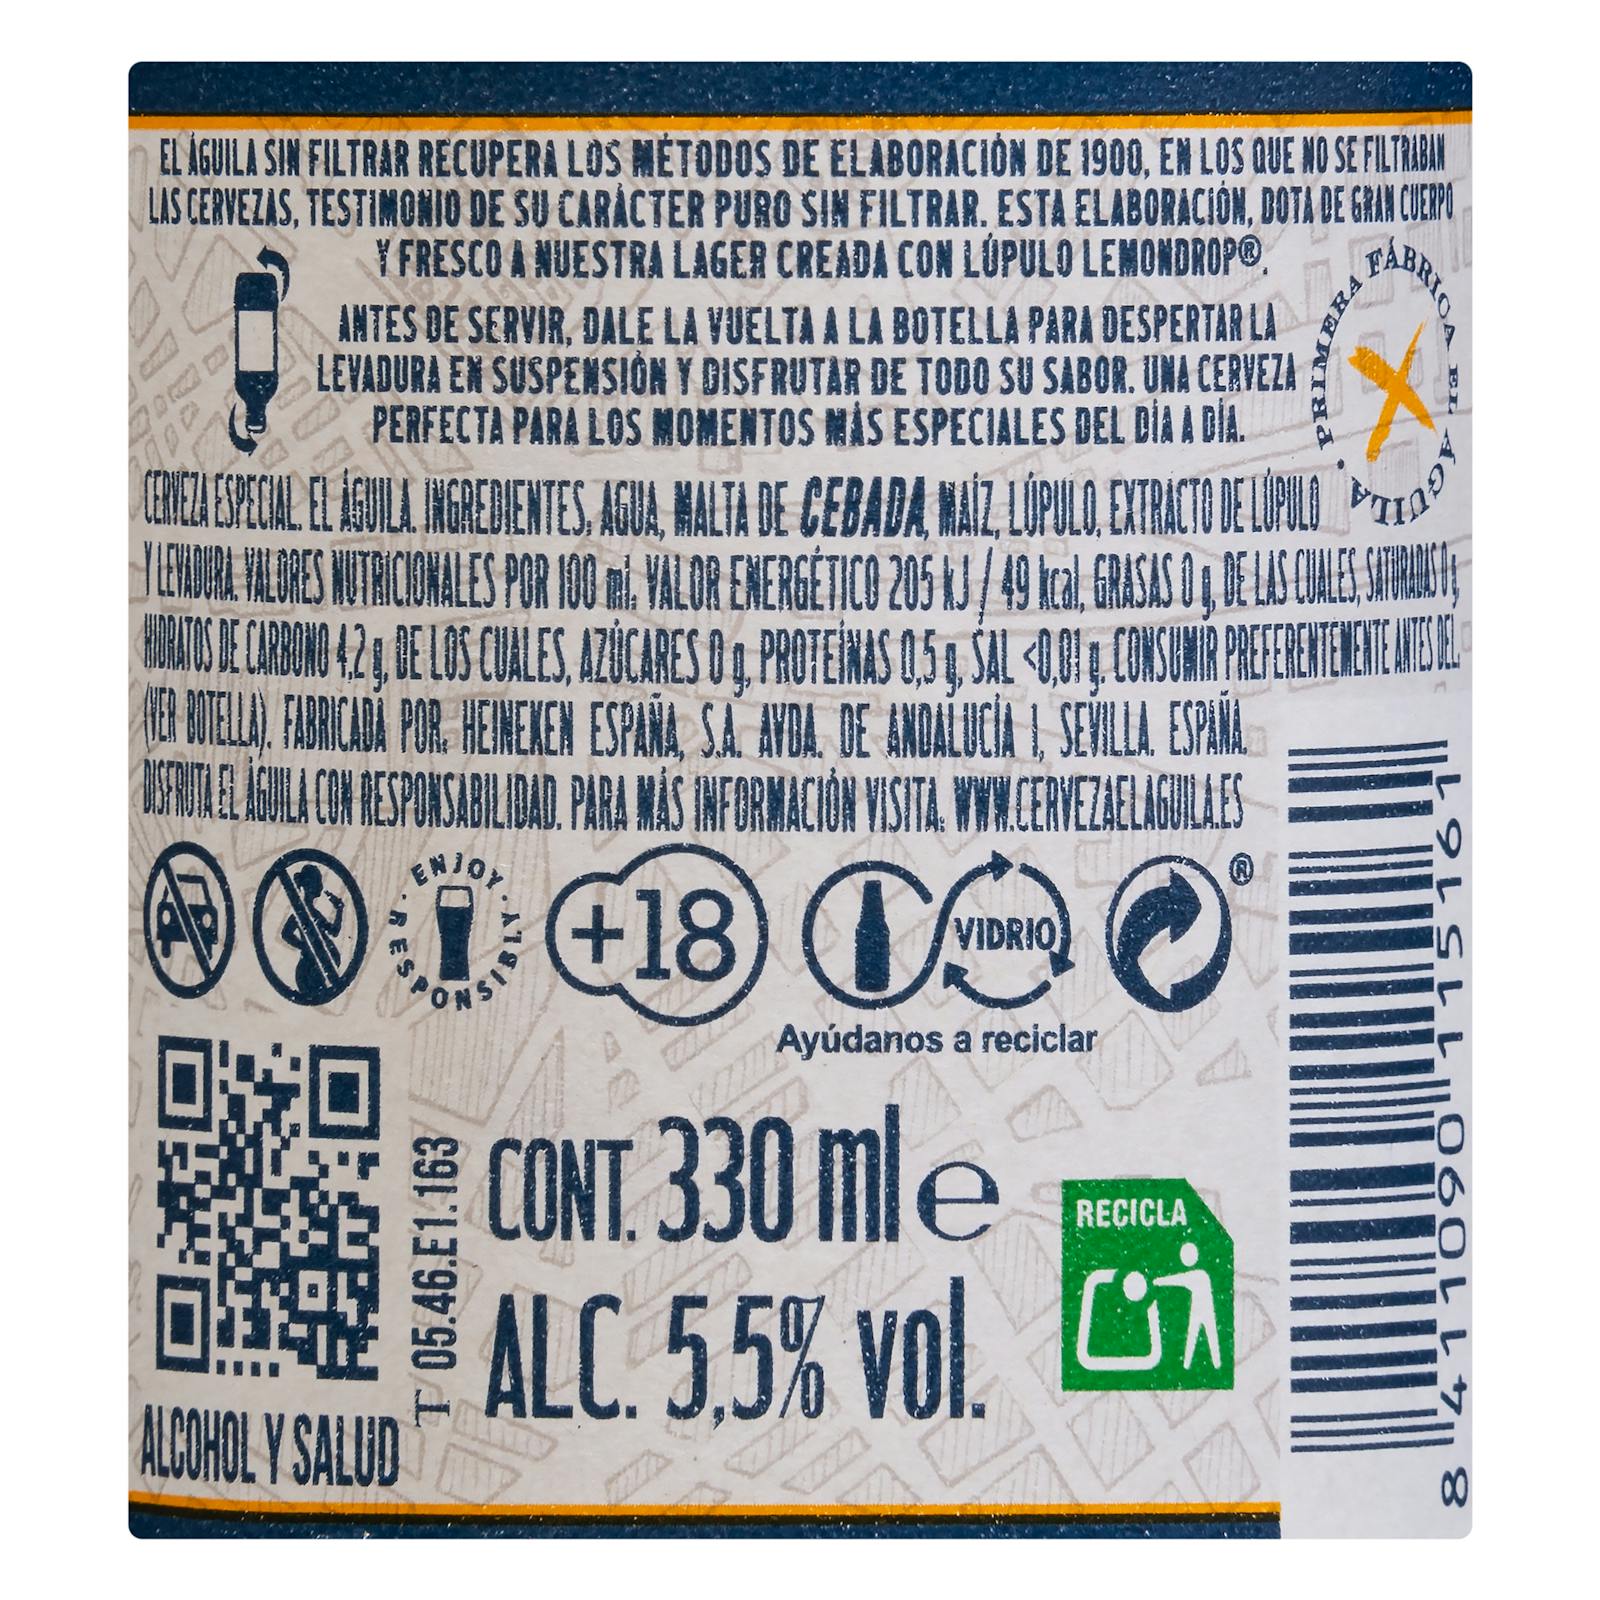 EL ÁGUILA SIN FILTRAR RECUPERA LOS MÉTODOS DE ELABORACIÓN DE 1900, EN LOS QUE NO SE FILTRABAN
LAS CERVEZAS, TESTIMONIO DE SU CARÁCTER PURO SIN FILTRAR. ESTA ELABORACIÓN, DOTA DE GRAN CUERPO
Y FRESCO A NUESTRA LAGER CREADA CON LÚPULO LEMONDROP®.
PRIMERA FÁBRICA EL ÁGUILA
ANTES DE SERVIR, DALE LA VUELTA A LA BOTELLA PARA DESPERTAR LA
LEVADURA EN SUSPENSIÓN Y DISFRUTAR DE TODO SU SABOR. UNA CERVEZA
PERFECTA PARA LOS MOMENTOS MÁS ESPECIALES DEL DÍA A DÍA.
CERVEZA ESPECIAL. EL ÁGUILA. INGREDIENTES: AGUA, MALTA DE CEBADA, MAÍZ, LÚPULO, EXTRACTO DE LÚPULO
Y LEVADURA. VALORES NUTRICIONALES POR 100 ml: VALOR ENERGÉTICO 205 kJ / 49 kcal, GRASAS 0 g, DE LAS CUALES, SATURADAS 0 g,
HIDRATOS DE CARBONO 4,2 g, DE LOS CUALES, AZÚCARES 0 g, PROTEÍNAS 0,5 g, SAL <0,01 g. CONSUMIR PREFERENTEMENTE ANTES DEL:
(VER BOTELLA). FABRICADA POR: HEINEKEN ESPAÑA, S.A. AVDA. DE ANDALUCÍA 1, SEVILLA. ESPAÑA.
DISFRUTA EL ÁGUILA CON RESPONSABILIDAD. PARA MÁS INFORMACIÓN VISITA: WWW.CERVEZAELAGUILA.ES
ENJOY RESPONSIBLY
+18
VIDRIO
®
Ayúdanos a reciclar
T 05.46.E1.163
CONT. 330 ml e
RECICLA
ALC. 5,5% vol.
ALCOHOL Y SALUD
8411090115161